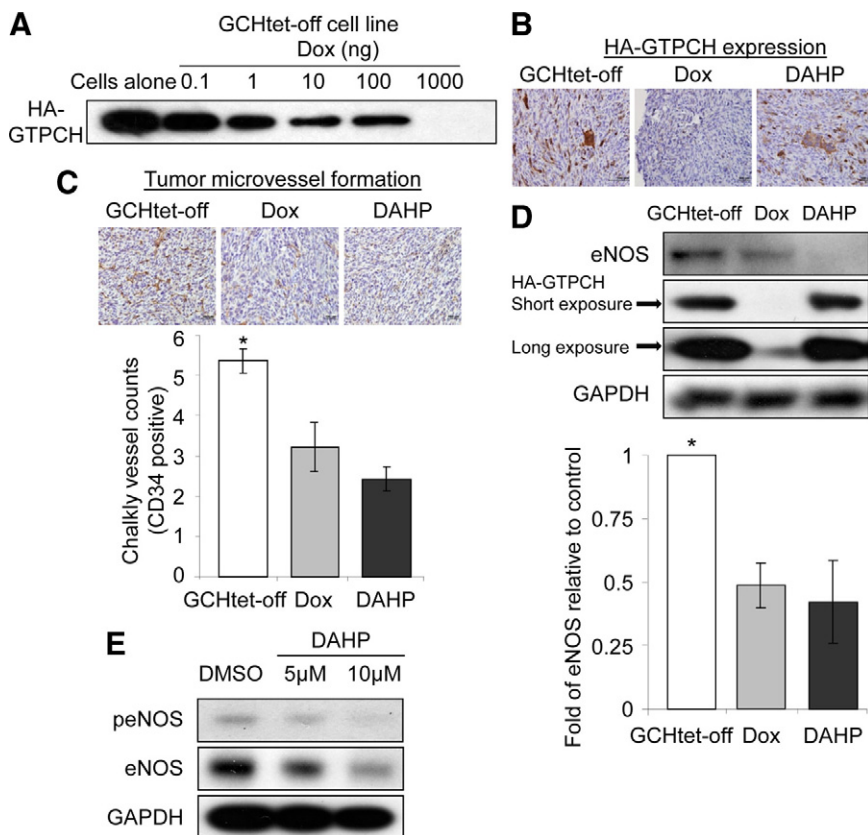 A
GCHtet-off cell line
Dox (ng)
Cells alone 0.1 1 10 100 1000
HA-
GTPCH
B
HA-GTPCH expression
GCHtet-off Dox DAHP
C
Tumor microvessel formation
GCHtet-off Dox DAHP
Chalkly vessel counts
(CD34 positive)
6
5
4
3
2
1
0
*
GCHtet-off Dox DAHP
D
GCHtet-off Dox DAHP
eNOS
HA-GTPCH
Short exposure
Long exposure
GAPDH
Fold of eNOS relative to control
1
0.75
0.5
0.25
0
*
GCHtet-off Dox DAHP
E
DAHP
DMSO 5µM 10µM
peNOS
eNOS
GAPDH